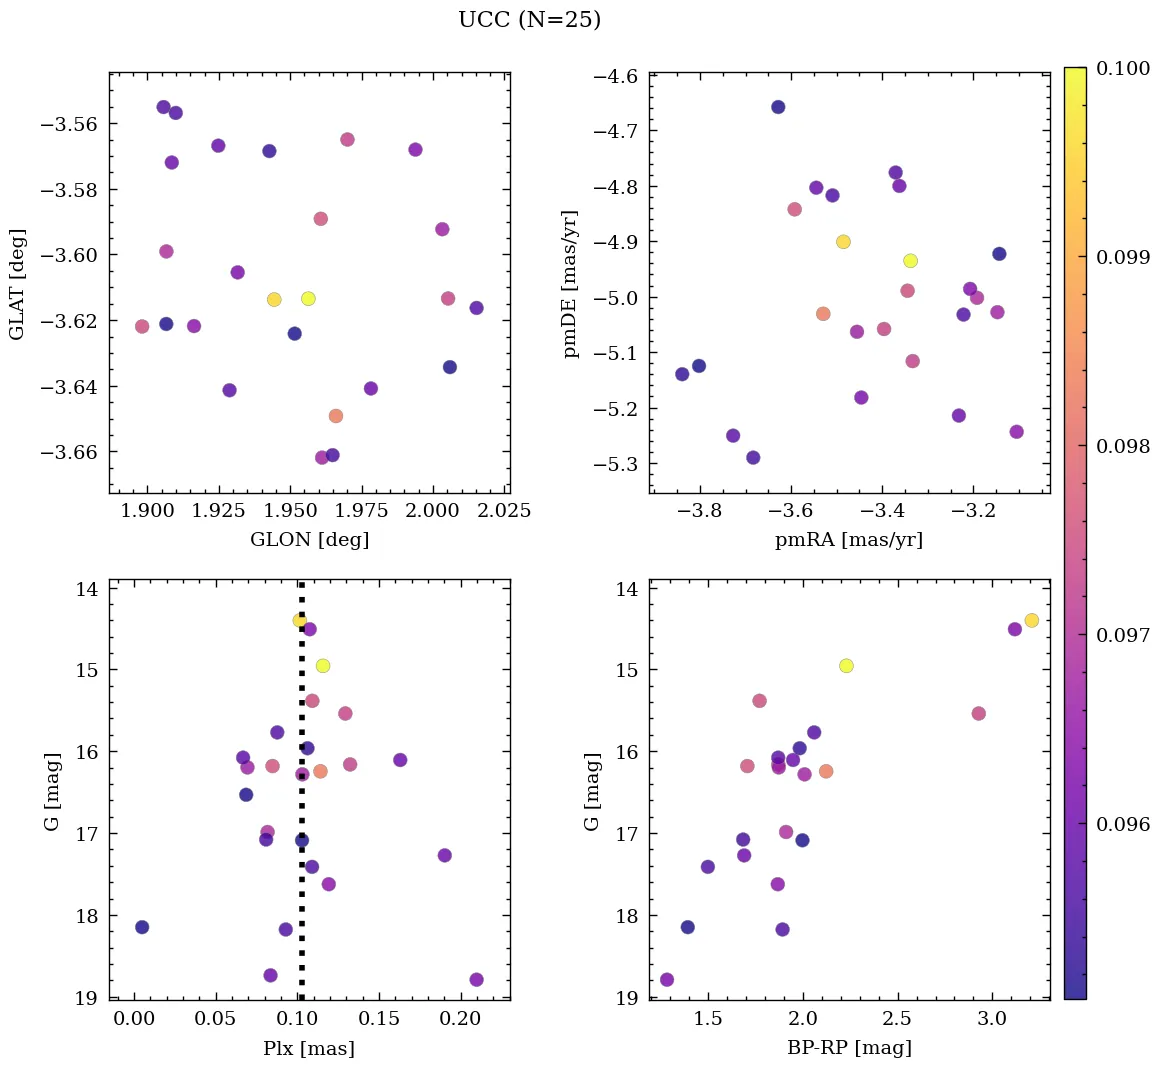 UCC (N=25)
−3.56
−3.58
−3.60
−3.62
−3.64
−3.66
GLAT [deg]
1.900 1.925 1.950 1.975 2.000 2.025
GLON [deg]
−4.6
−4.7
−4.8
−4.9
−5.0
−5.1
−5.2
−5.3
pmDE [mas/yr]
−3.8 −3.6 −3.4 −3.2
pmRA [mas/yr]
14
15
16
17
18
19
G [mag]
0.00 0.05 0.10 0.15 0.20
Plx [mas]
14
15
16
17
18
19
G [mag]
1.5 2.0 2.5 3.0
BP-RP [mag]
0.100
0.099
0.098
0.097
0.096